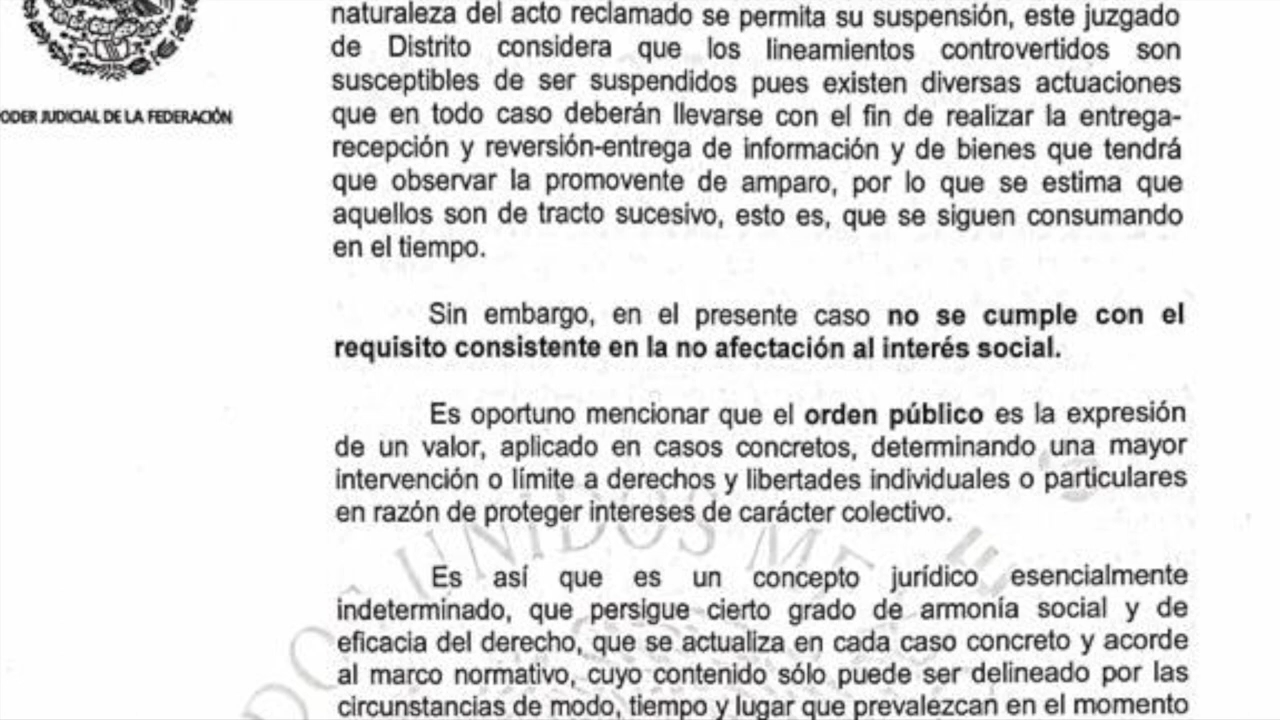 naturaleza del acto reclamado se permita su suspensión, este juzgado
de Distrito considera que los lineamientos controvertidos son
susceptibles de ser suspendidos pues existen diversas actuaciones
que en todo caso deberán llevarse con el fin de realizar la entrega-
recepción y reversión-entrega de información y de bienes que tendrá
que observar la promovente de amparo, por lo que se estima que
aquellos son de tracto sucesivo, esto es, que se siguen consumando
en el tiempo.
ODER JUDICIAL DE LA FEDERACIÓN
Sin embargo, en el presente caso no se cumple con el
requisito consistente en la no afectación al interés social.
Es oportuno mencionar que el orden público es la expresión
de un valor, aplicado en casos concretos, determinando una mayor
intervención o límite a derechos y libertades individuales o particulares
en razón de proteger intereses de carácter colectivo.
Es así que es un concepto jurídico esencialmente
indeterminado, que persigue cierto grado de armonía social y de
eficacia del derecho, que se actualiza en cada caso concreto y acorde
al marco normativo, cuyo contenido sólo puede ser delineado por las
circunstancias de modo, tiempo y lugar que prevalezcan en el momento
UNIDOS ME